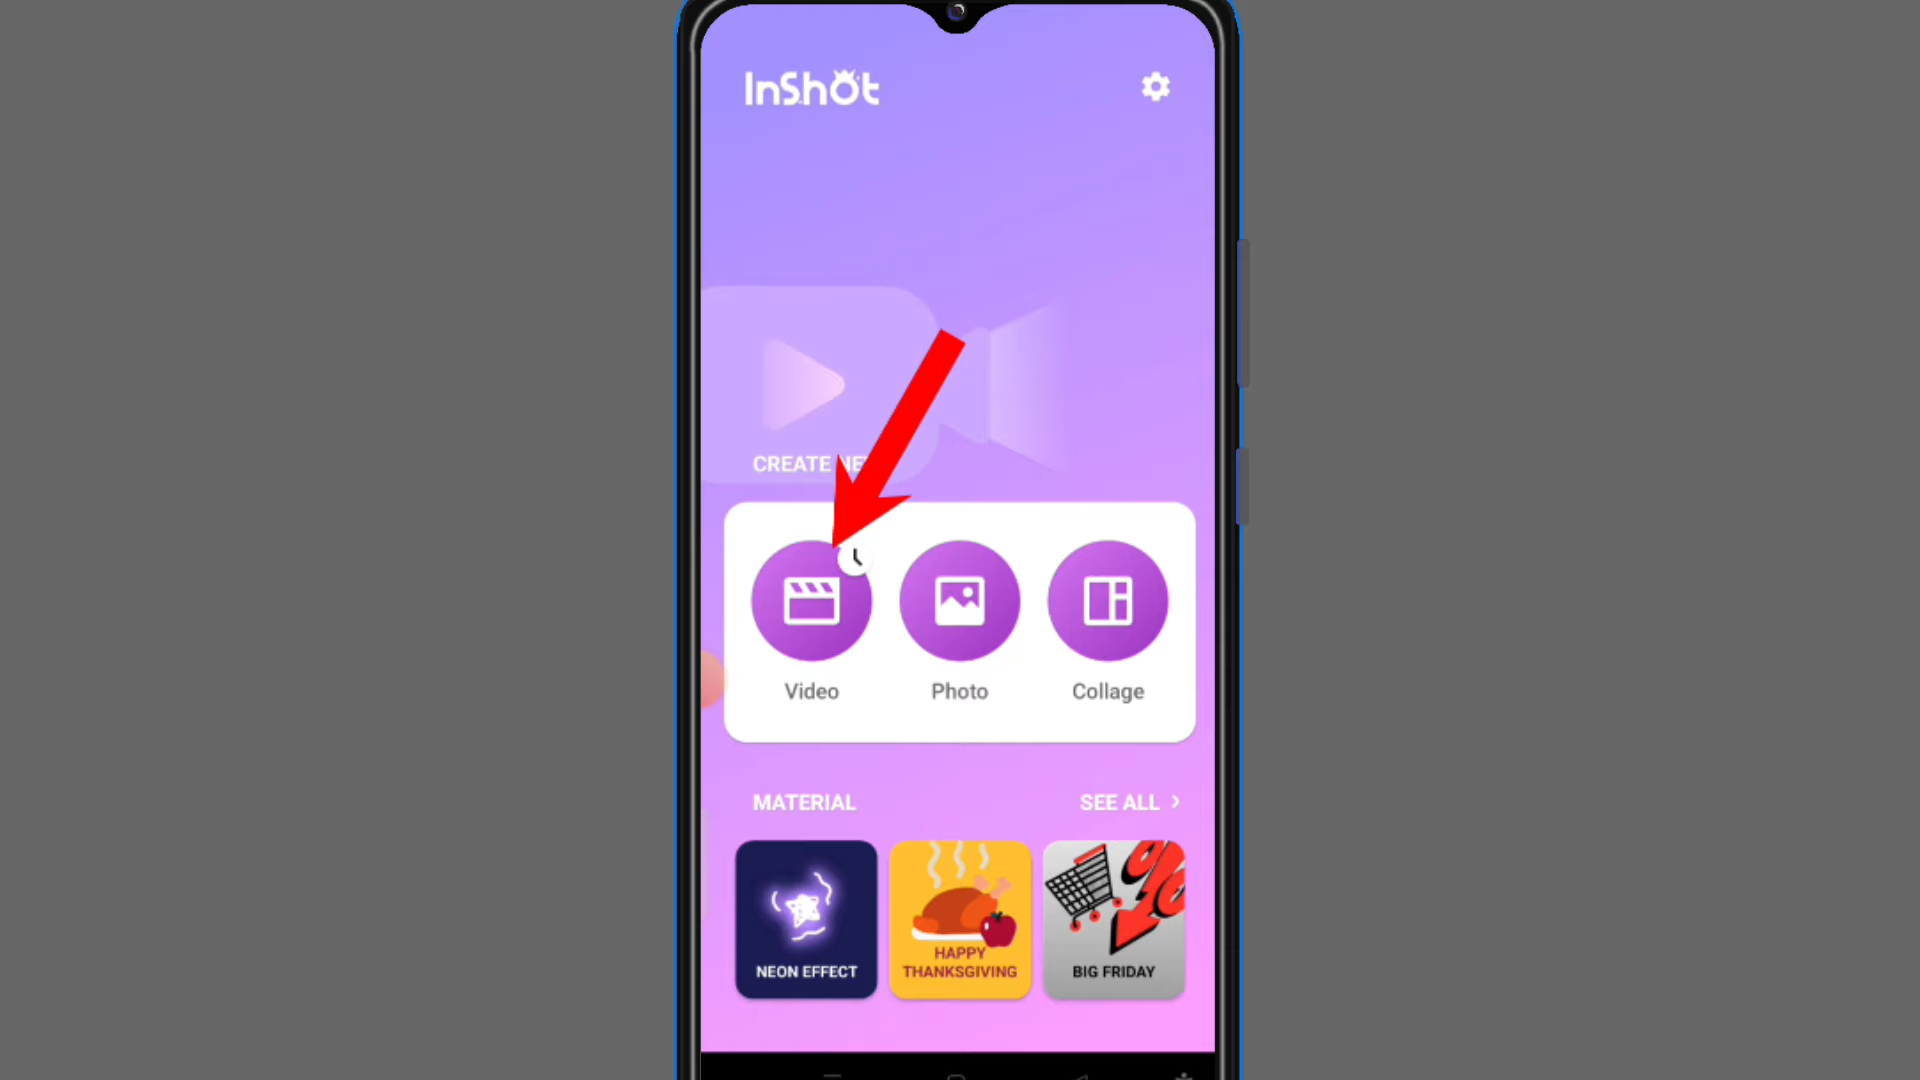 InShot
CREATE NE
Video
Photo
Collage
MATERIAL
SEE ALL
NEON EFFECT
HAPPY
THANKSGIVING
BIG FRIDAY
%